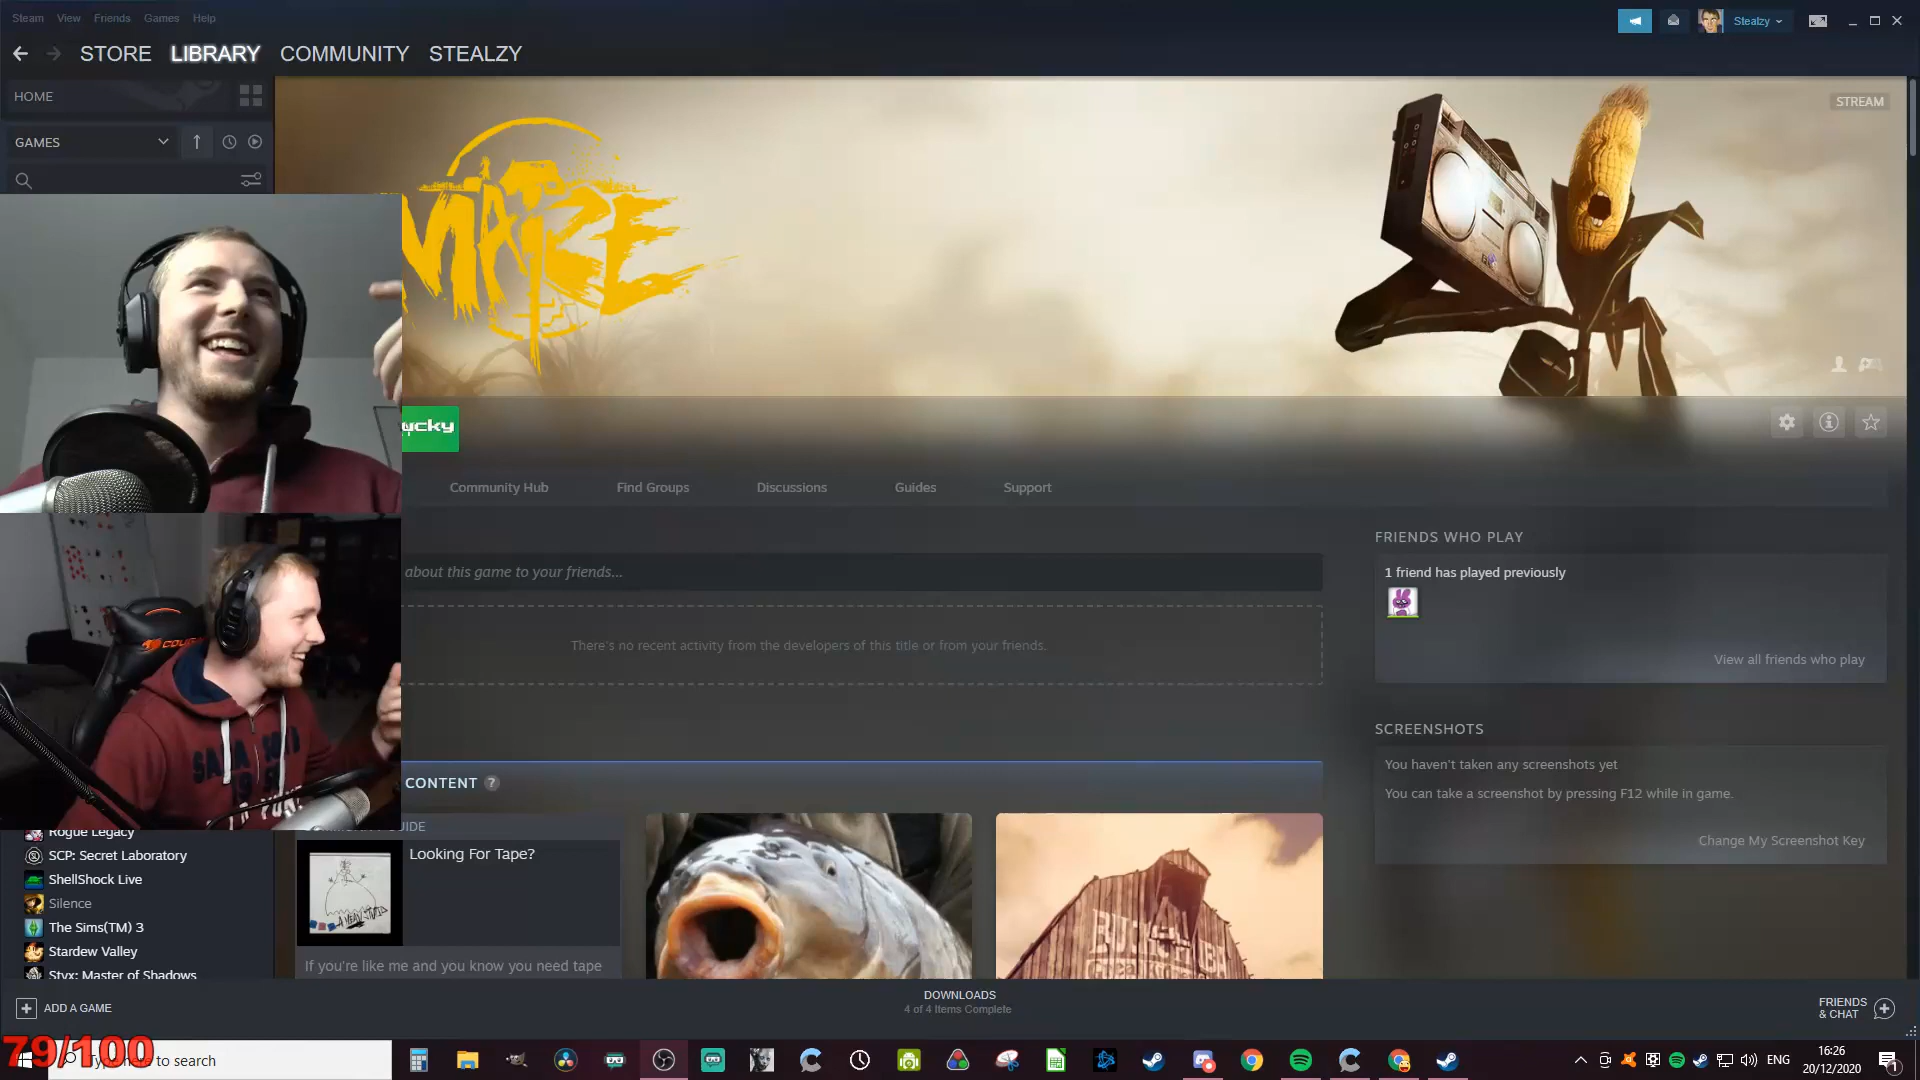 Steam View Friends Games Help
Stealzy
STORE LIBRARY COMMUNITY STEALZY
HOME
GAMES
STREAM
MAIZE
ucky
Community Hub Find Groups Discussions Guides Support
about this game to your friends...
There's no recent activity from the developers of this title or from your friends.
FRIENDS WHO PLAY
1 friend has played previously
View all friends who play
SCREENSHOTS
You haven't taken any screenshots yet
You can take a screenshot by pressing F12 while in game.
Change My Screenshot Key
CONTENT ?
UIDE
Looking For Tape?
If you're like me and you know you need tape
Rogue Legacy
SCP: Secret Laboratory
ShellShock Live
Silence
The Sims(TM) 3
Stardew Valley
Styx: Master of Shadows
ADD A GAME
DOWNLOADS
4 of 4 Items Complete
FRIENDS
& CHAT
79/100
Type here to search
ENG
16:26
20/12/2020
1